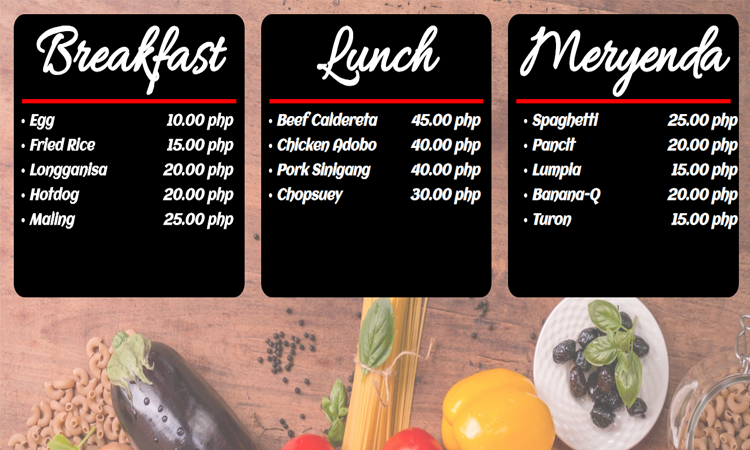 Breakfast
• Egg 10.00 php
• Fried Rice 15.00 php
• Longganisa 20.00 php
• Hotdog 20.00 php
• Maling 25.00 php
Lunch
• Beef Caldereta 45.00 php
• Chicken Adobo 40.00 php
• Pork Sinigang 40.00 php
• Chopsuey 30.00 php
Meryenda
• Spaghetti 25.00 php
• Pancit 20.00 php
• Lumpia 15.00 php
• Banana-Q 20.00 php
• Turon 15.00 php